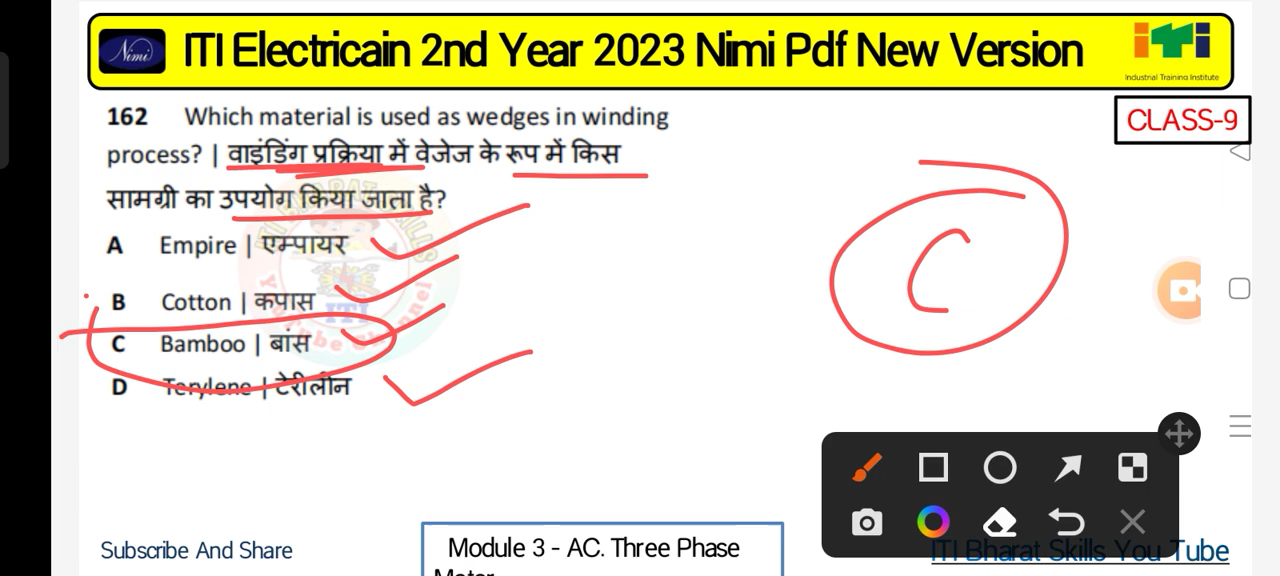 Nimi ITI Electricain 2nd Year 2023 Nimi Pdf New Version
Industrial Training Institute
CLASS-9
162 Which material is used as wedges in winding
process? | वाइंडिंग प्रक्रिया में वेजेज के रूप में किस
सामग्री का उपयोग किया जाता है?
A Empire | एम्पायर
B Cotton | कपास
C Bamboo | बांस
D Terylene | टेरीलीन
C
Subscribe And Share
Module 3 - AC. Three Phase
Motor
ITI Bharat Skills You Tube